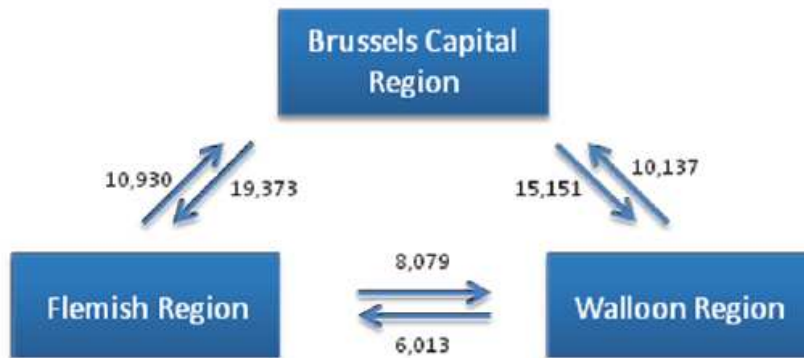 Brussels Capital
Region
10,930
19,373
15,151
10,137
8,079
Flemish Region
Walloon Region
6,013